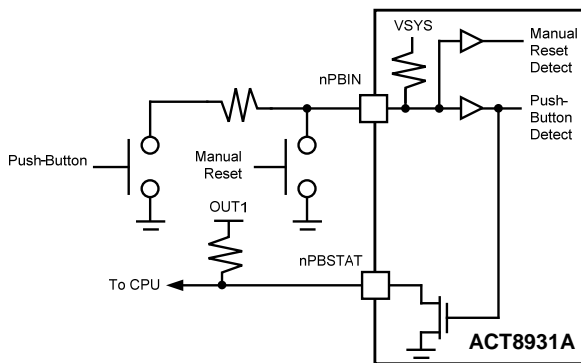 VSYS
Manual
Reset
Detect
nPBIN
Push-
Button
Detect
Push-Button
Manual
Reset
OUT1
nPBSTAT
To CPU
ACT8931A